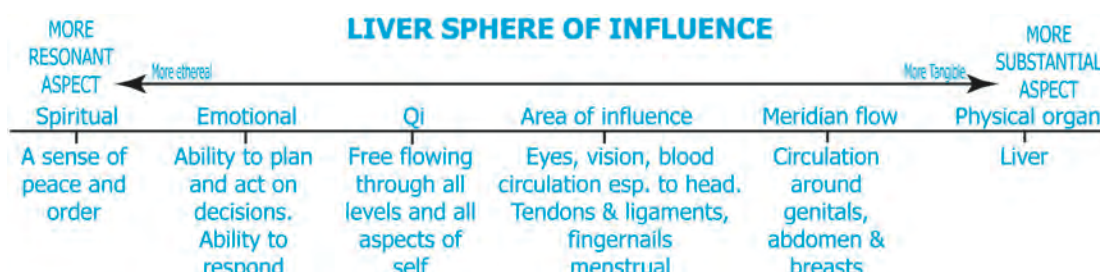 LIVER SPHERE OF INFLUENCE
MORE
RESONANT
ASPECT
More ethereal
More Tangible
MORE
SUBSTANTIAL
ASPECT
Spiritual
Emotional
Qi
Area of influence
Meridian flow
Physical organ
A sense of
peace and
order
Ability to plan
and act on
decisions.
Ability to
respond
Free flowing
through all
levels and all
aspects of
self
Eyes, vision, blood
circulation esp. to head.
Tendons & ligaments,
fingernails
menstrual
Circulation
around
genitals,
abdomen &
breasts
Liver